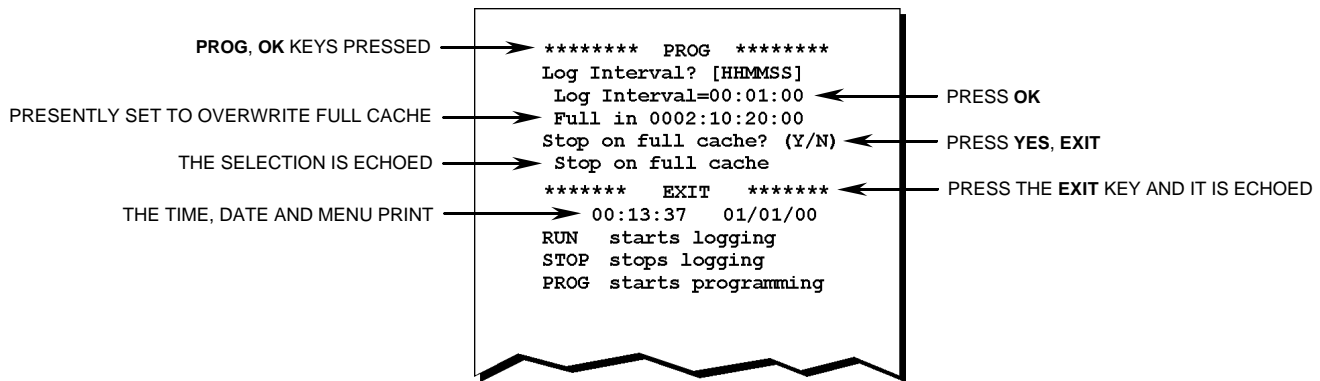 PROG, OK KEYS PRESSED
******** PROG ********
Log Interval? [HHMMSS]
Log Interval=00:01:00
PRESS OK
PRESENTLY SET TO OVERWRITE FULL CACHE
Full in 0002:10:20:00
Stop on full cache? (Y/N)
PRESS YES, EXIT
THE SELECTION IS ECHOED
Stop on full cache
******* EXIT *******
PRESS THE EXIT KEY AND IT IS ECHOED
THE TIME, DATE AND MENU PRINT
00:13:37 01/01/00
RUN starts logging
STOP stops logging
PROG starts programming